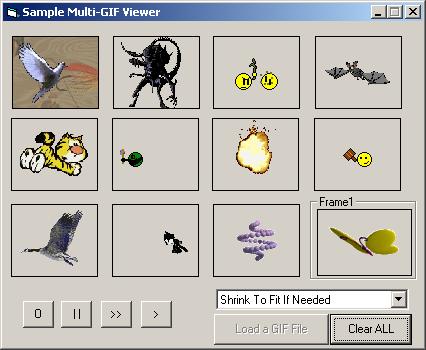 Sample Multi-GIF Viewer
Frame1
0
||
>>
>
Shrink To Fit If Needed
Load a GIF File
Clear ALL